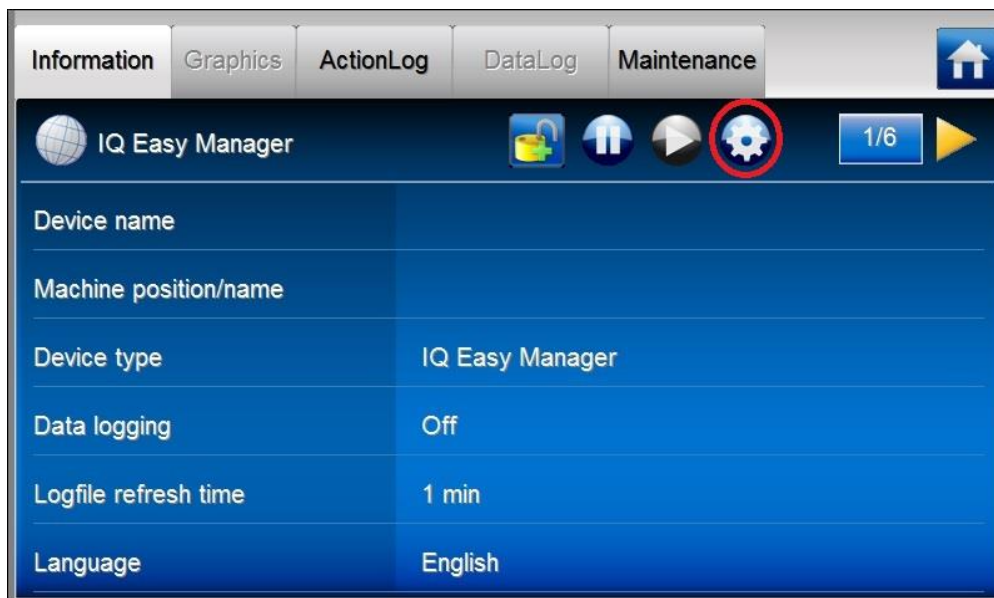 Information Graphics ActionLog DataLog Maintenance
IQ Easy Manager 1/6
Device name
Machine position/name
Device type IQ Easy Manager
Data logging Off
Logfile refresh time 1 min
Language English